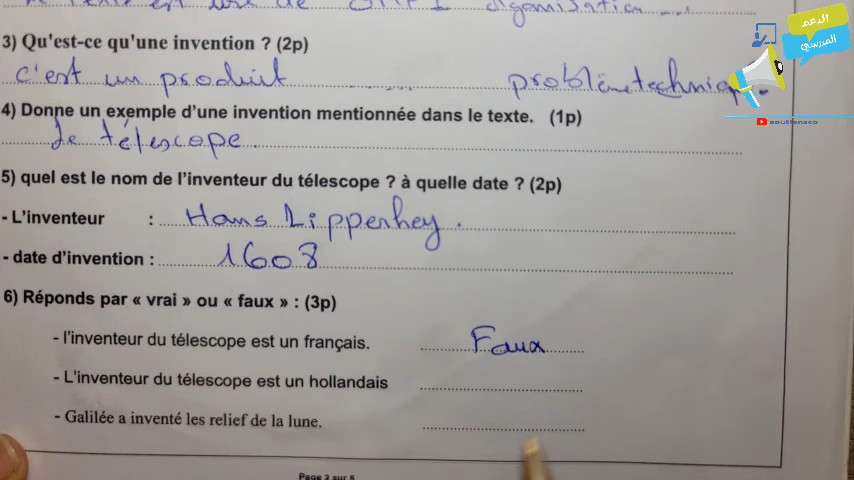 3) Qu'est-ce qu'une invention ? (2p)
c'est un produit ...... problème technique.
4) Donne un exemple d'une invention mentionnée dans le texte. (1p)
le télescope.
5) quel est le nom de l'inventeur du télescope ? à quelle date ? (2p)
- L'inventeur : Hans Lipperhey.
- date d'invention : 1608
6) Réponds par « vrai » ou « faux » : (3p)
- l'inventeur du télescope est un français. Faux
- L'inventeur du télescope est un hollandais
- Galilée a inventé les relief de la lune.
Page 2 sur 5
الدعم
المدرسي